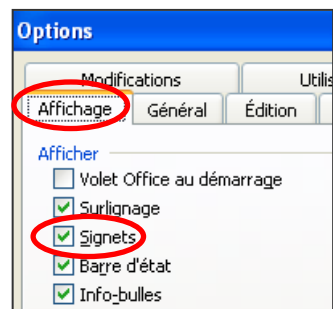 Options
Modifications Utilis
Affichage Général Édition
Afficher
Volet Office au démarrage
Surlignage
Signets
Barre d'état
Info-bulles